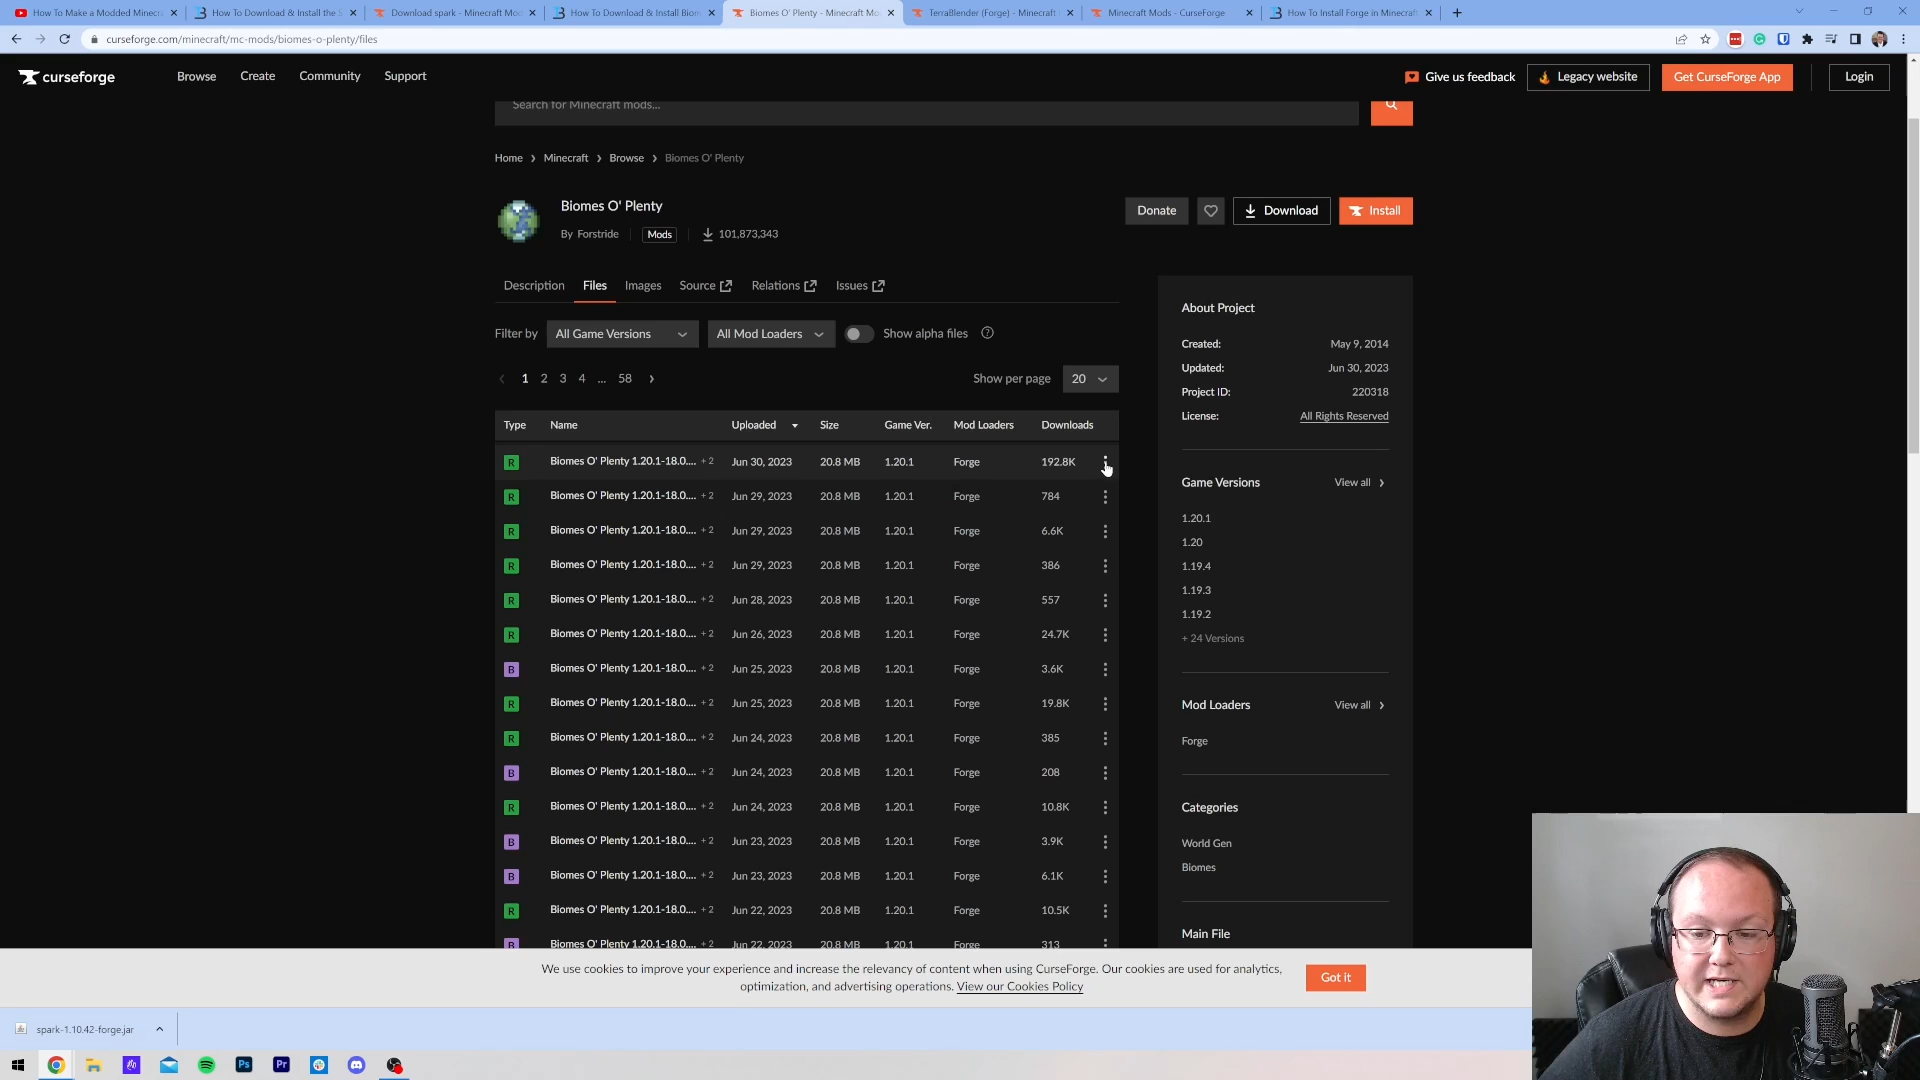 How To Make a Modded Minecr
How To Download & Install the S
Download spark - Minecraft Mod
How To Download & Install Biom
Biomes O' Plenty - Minecraft Mo
TerraBlender (Forge) - Minecraft
Minecraft Mods - CurseForge
How To Install Forge in Minecraft
curseforge.com/minecraft/mc-mods/biomes-o-plenty/files
curseforge
Browse
Create
Community
Support
Give us feedback
Legacy website
Get CurseForge App
Login
Search for Minecraft mods...
Home > Minecraft > Browse > Biomes O' Plenty
Biomes O' Plenty
By Forstride
Mods
101,873,343
Donate
Download
Install
Description
Files
Images
Source
Relations
Issues
Filter by
All Game Versions
All Mod Loaders
Show alpha files
1 2 3 4 ... 58
Show per page
20
Type Name Uploaded Size Game Ver. Mod Loaders Downloads
R Biomes O' Plenty 1.20.1-18.0.... +2 Jun 30, 2023 20.8 MB 1.20.1 Forge 192.8K
R Biomes O' Plenty 1.20.1-18.0.... +2 Jun 29, 2023 20.8 MB 1.20.1 Forge 784
R Biomes O' Plenty 1.20.1-18.0.... +2 Jun 29, 2023 20.8 MB 1.20.1 Forge 6.6K
R Biomes O' Plenty 1.20.1-18.0.... +2 Jun 29, 2023 20.8 MB 1.20.1 Forge 386
R Biomes O' Plenty 1.20.1-18.0.... +2 Jun 28, 2023 20.8 MB 1.20.1 Forge 557
R Biomes O' Plenty 1.20.1-18.0.... +2 Jun 26, 2023 20.8 MB 1.20.1 Forge 24.7K
B Biomes O' Plenty 1.20.1-18.0.... +2 Jun 25, 2023 20.8 MB 1.20.1 Forge 3.6K
R Biomes O' Plenty 1.20.1-18.0.... +2 Jun 25, 2023 20.8 MB 1.20.1 Forge 19.8K
R Biomes O' Plenty 1.20.1-18.0.... +2 Jun 24, 2023 20.8 MB 1.20.1 Forge 385
B Biomes O' Plenty 1.20.1-18.0.... +2 Jun 24, 2023 20.8 MB 1.20.1 Forge 208
R Biomes O' Plenty 1.20.1-18.0.... +2 Jun 24, 2023 20.8 MB 1.20.1 Forge 10.8K
B Biomes O' Plenty 1.20.1-18.0.... +2 Jun 23, 2023 20.8 MB 1.20.1 Forge 3.9K
B Biomes O' Plenty 1.20.1-18.0.... +2 Jun 23, 2023 20.8 MB 1.20.1 Forge 6.1K
R Biomes O' Plenty 1.20.1-18.0.... +2 Jun 22, 2023 20.8 MB 1.20.1 Forge 10.5K
B Biomes O' Plenty 1.20.1-18.0.... +2 Jun 22, 2023 20.8 MB 1.20.1 Forge 313
About Project
Created: May 9, 2014
Updated: Jun 30, 2023
Project ID: 220318
License: All Rights Reserved
Game Versions View all
1.20.1
1.20
1.19.4
1.19.3
1.19.2
+ 24 Versions
Mod Loaders View all
Forge
Categories
World Gen
Biomes
Main File
We use cookies to improve your experience and increase the relevancy of content when using CurseForge. Our cookies are used for analytics,
optimization, and advertising operations. View our Cookies Policy
Got it
spark-1.10.42-forge.jar
Ps
Pr